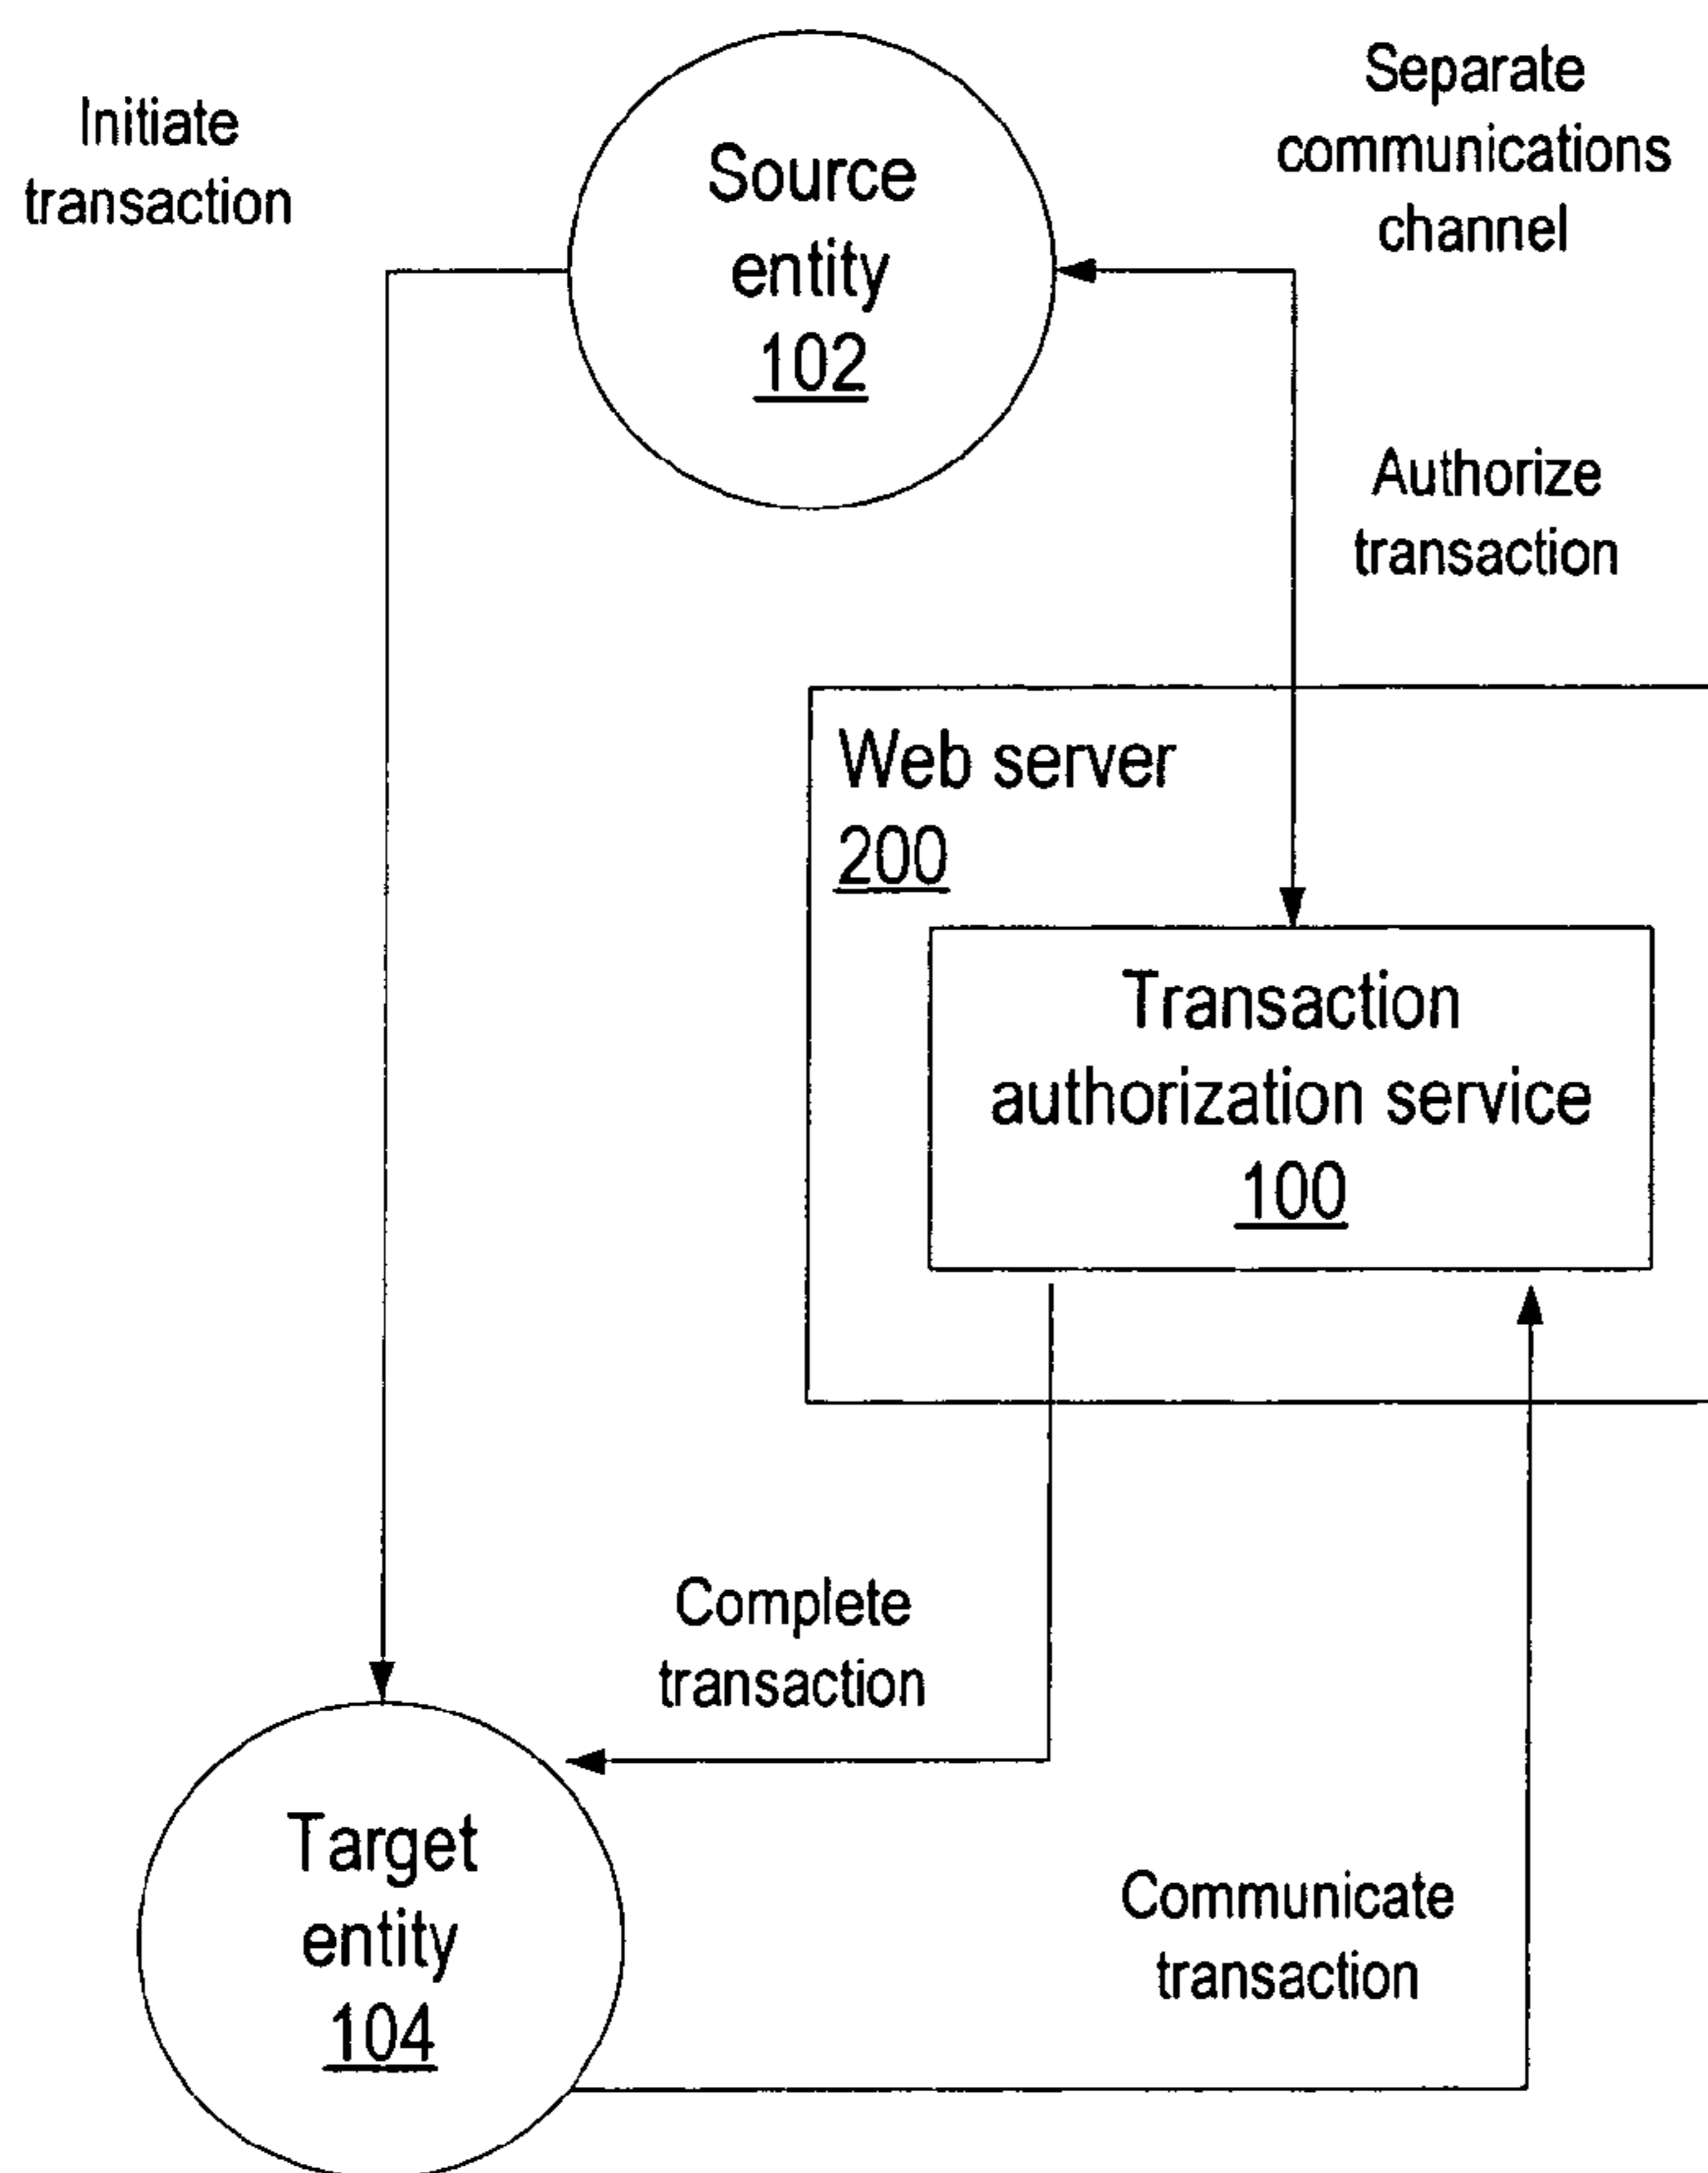 Initiate
transaction
Source
entity
102
Separate
communications
channel
Authorize
transaction
Web server
200
Transaction
authorization service
100
Complete
transaction
Target
entity
104
Communicate
transaction